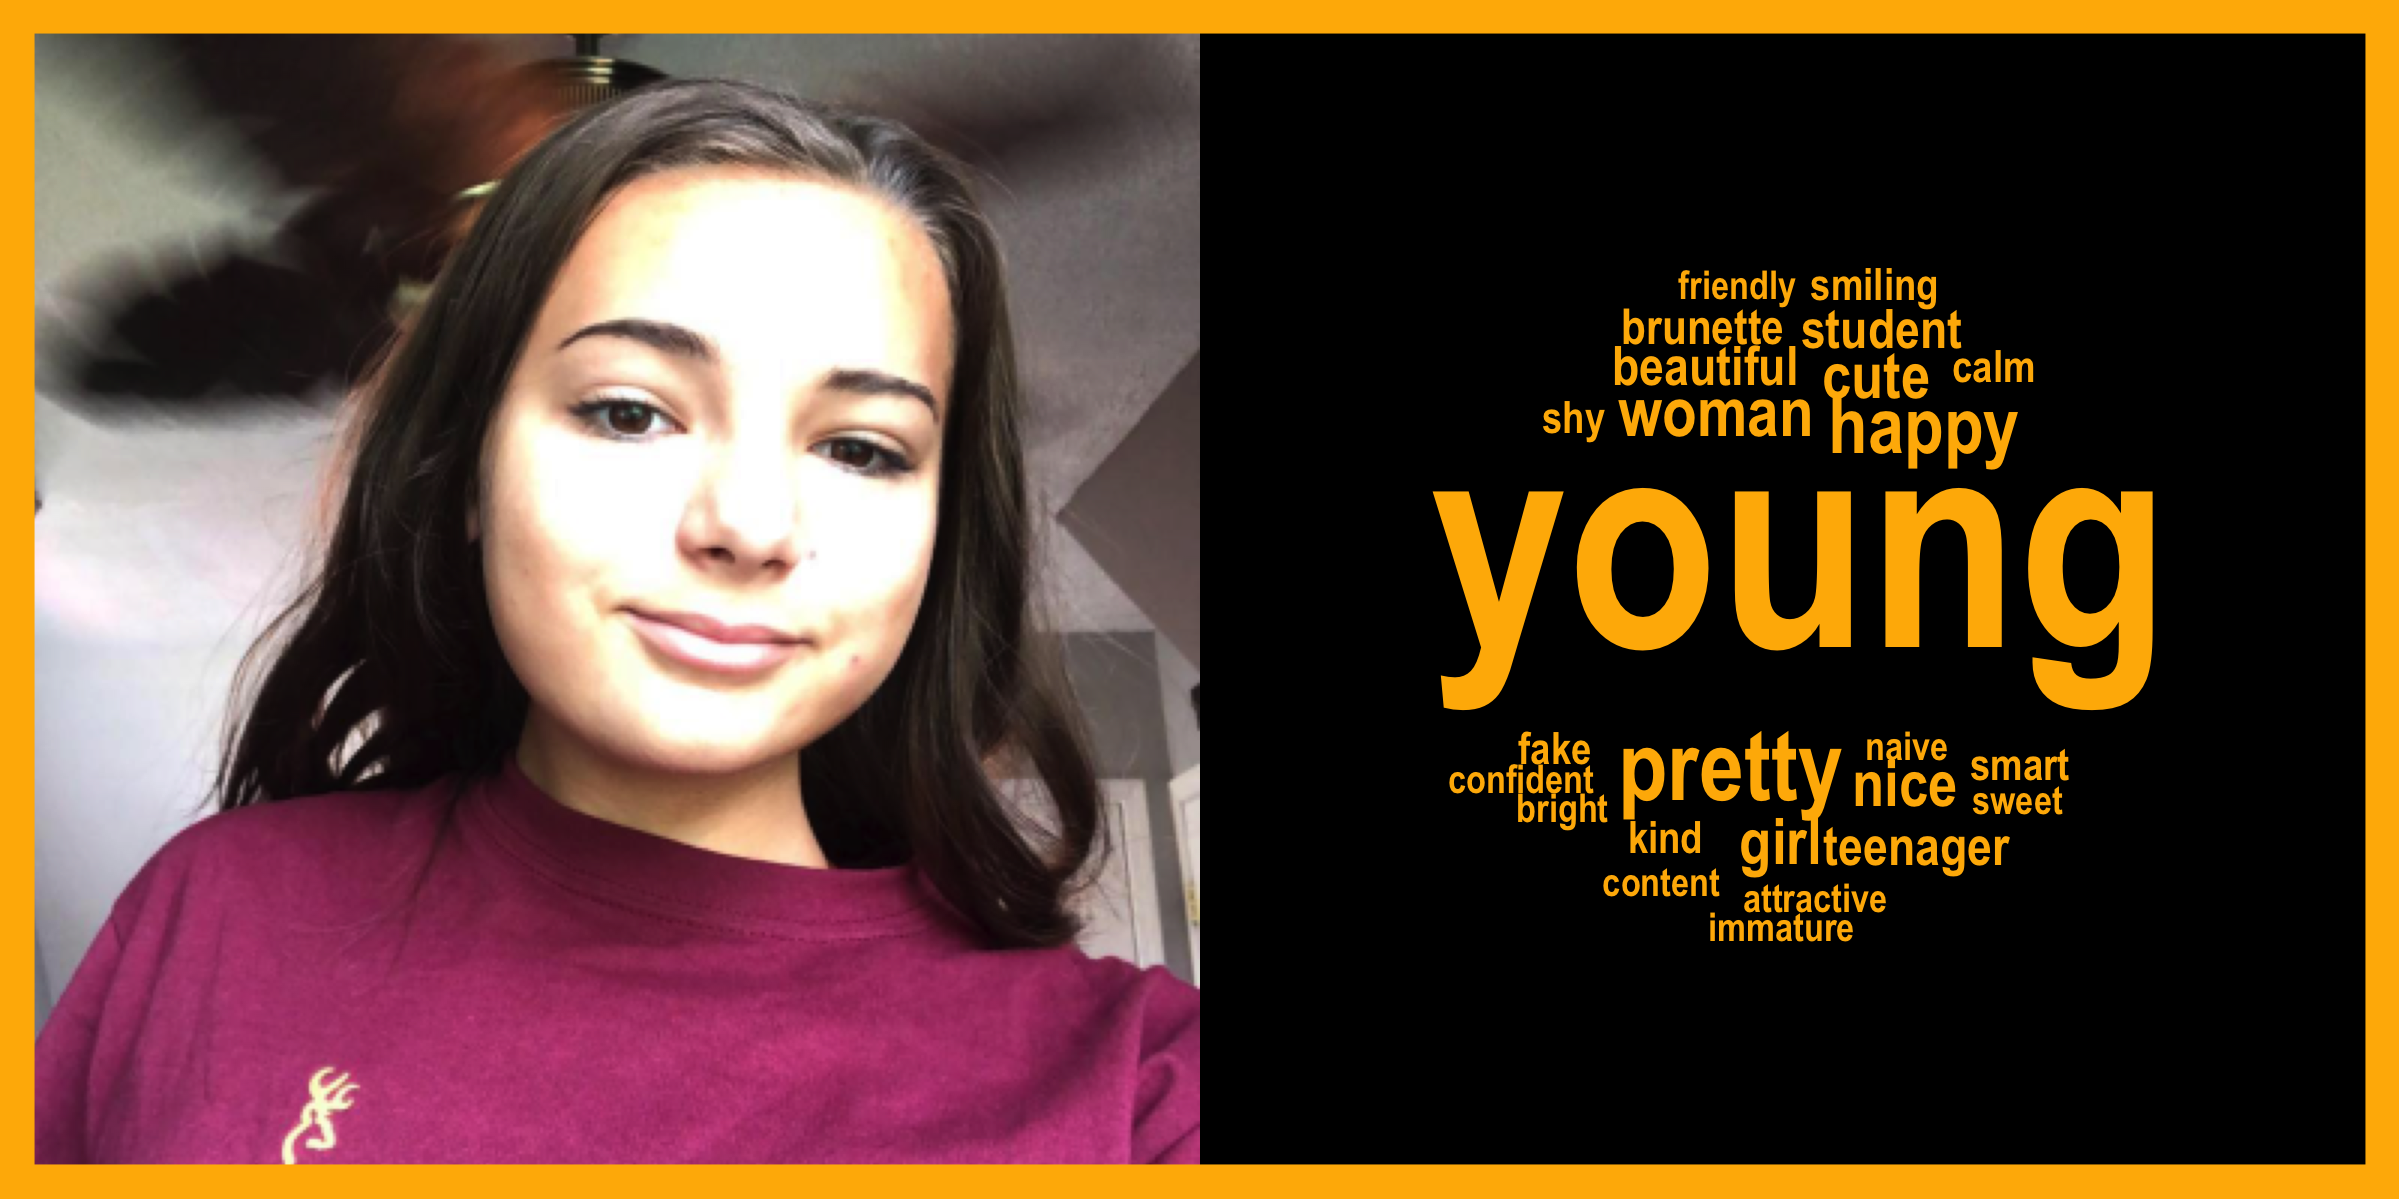 friendly smiling
brunette student
beautiful cute calm
shy woman happy
young
fake pretty naive smart
confident nice sweet
bright
kind girl teenager
content attractive
immature